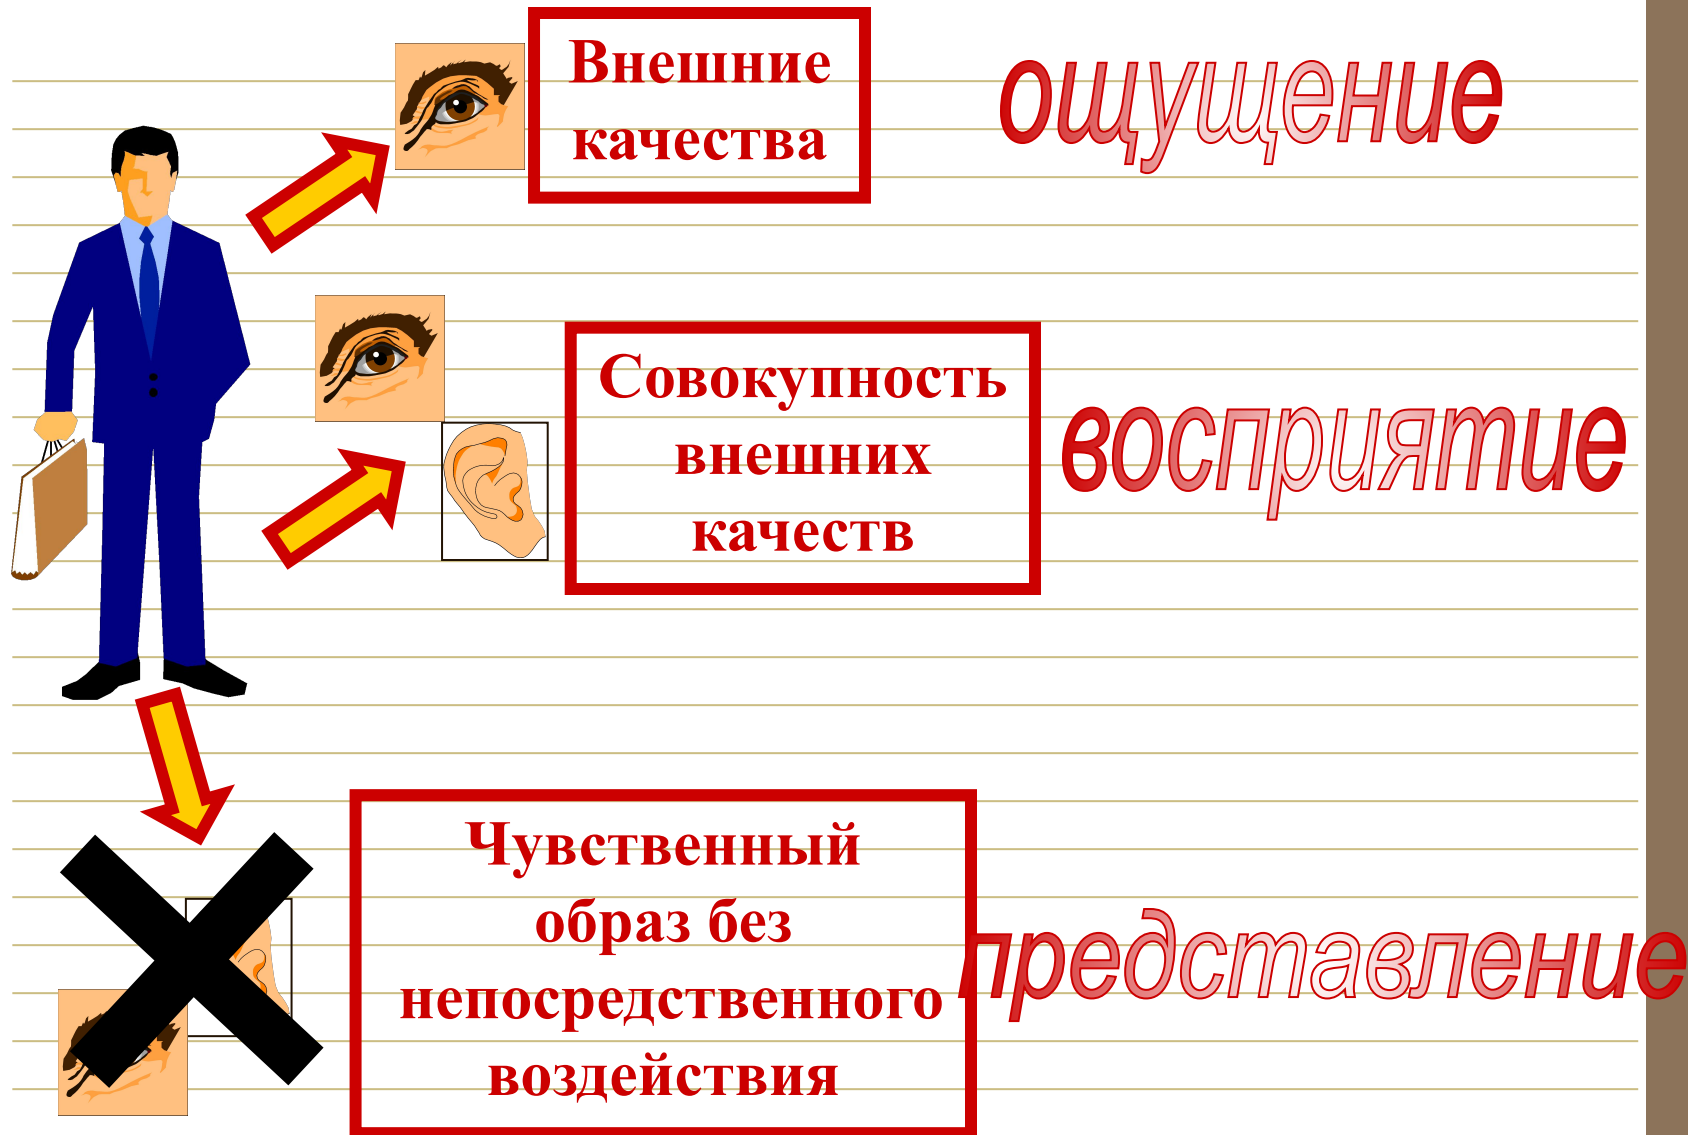 Внешние
качества
ощущение
Совокупность
внешних
качеств
восприятие
Чувственный
образ без
непосредственного
воздействия
представление